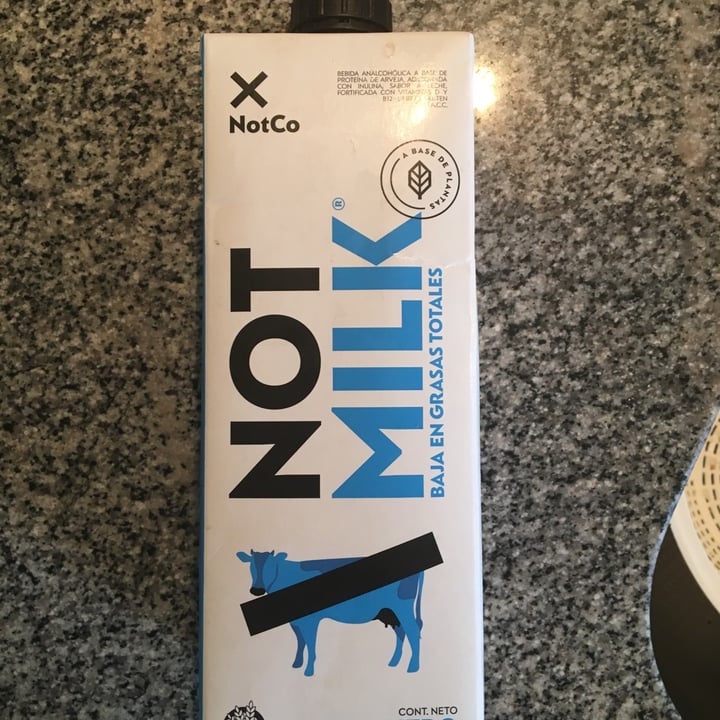 NotCo
BEBIDA ANALCOHÓLICA A BASE DE
PROTEÍNA DE ARVEJA, ADICIONADA
CON INULINA, SABOR A LECHE,
FORTIFICADA CON VITAMINAS D Y
B12
A BASE DE PLANTAS
NOT
MILK®
BAJA EN GRASAS TOTALES
CONT. NETO